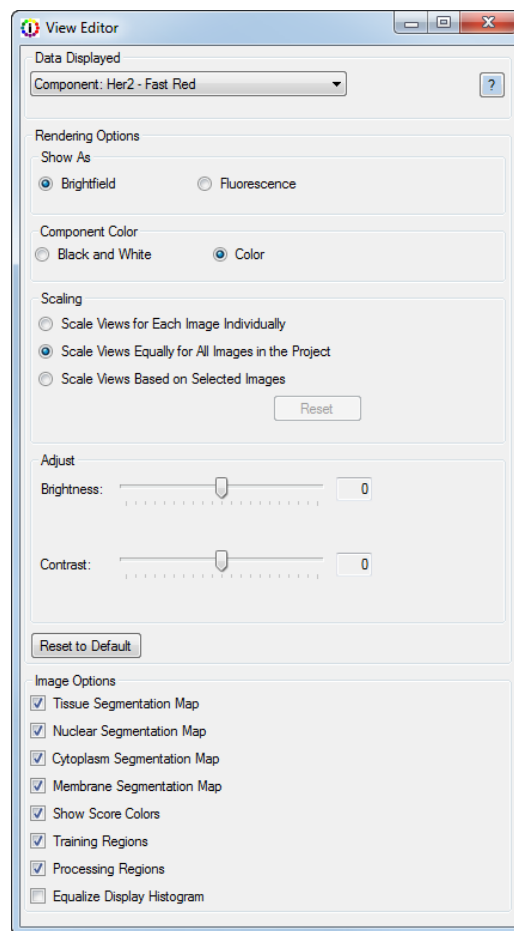 View Editor
Data Displayed
Component: Her2 - Fast Red
?
Rendering Options
Show As
Brightfield Fluorescence
Component Color
Black and White Color
Scaling
Scale Views for Each Image Individually
Scale Views Equally for All Images in the Project
Scale Views Based on Selected Images
Reset
Adjust
Brightness: 0
Contrast: 0
Reset to Default
Image Options
Tissue Segmentation Map
Nuclear Segmentation Map
Cytoplasm Segmentation Map
Membrane Segmentation Map
Show Score Colors
Training Regions
Processing Regions
Equalize Display Histogram